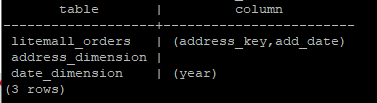 table | column
--------------------+-------------------------
litemall_orders | (address_key,add_date)
address_dimension |
date_dimension | (year)
(3 rows)